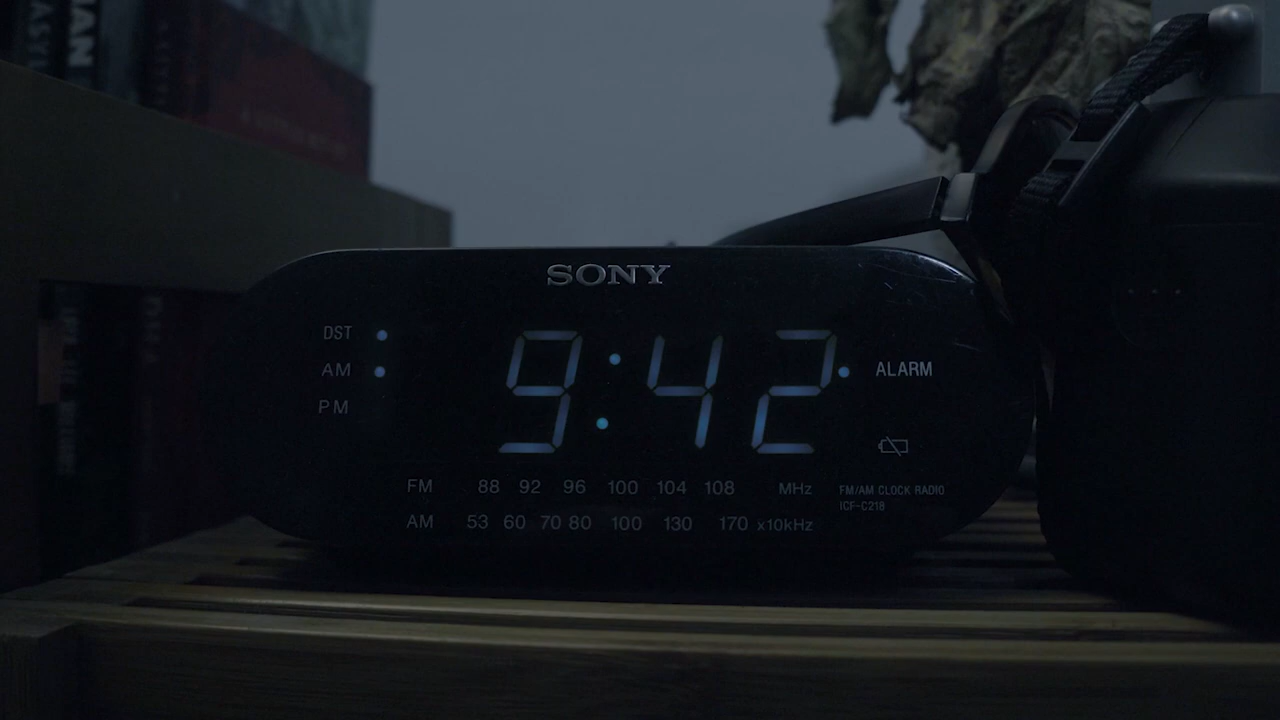 SONY
DST
AM
PM
9:42
ALARM
FM 88 92 96 100 104 108 MHz
AM 53 60 70 80 100 130 170 x10kHz
FM/AM CLOCK RADIO
ICF-C218